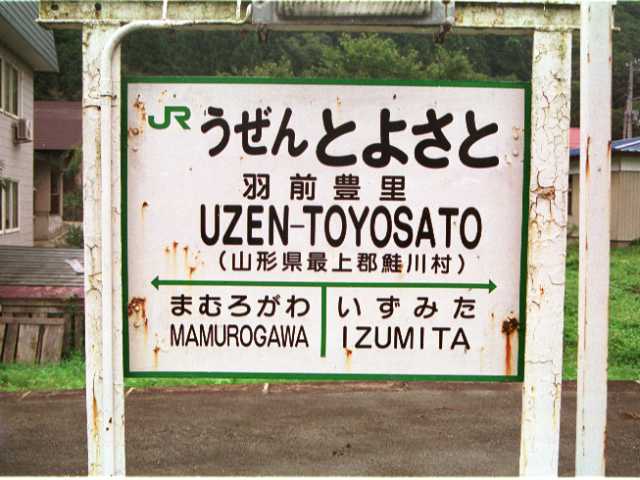 JR うぜんとよさと
羽前豊里
UZEN-TOYOSATO
(山形県最上郡鮭川村)
まむろがわ いずみた
MAMUROGAWA IZUMITA